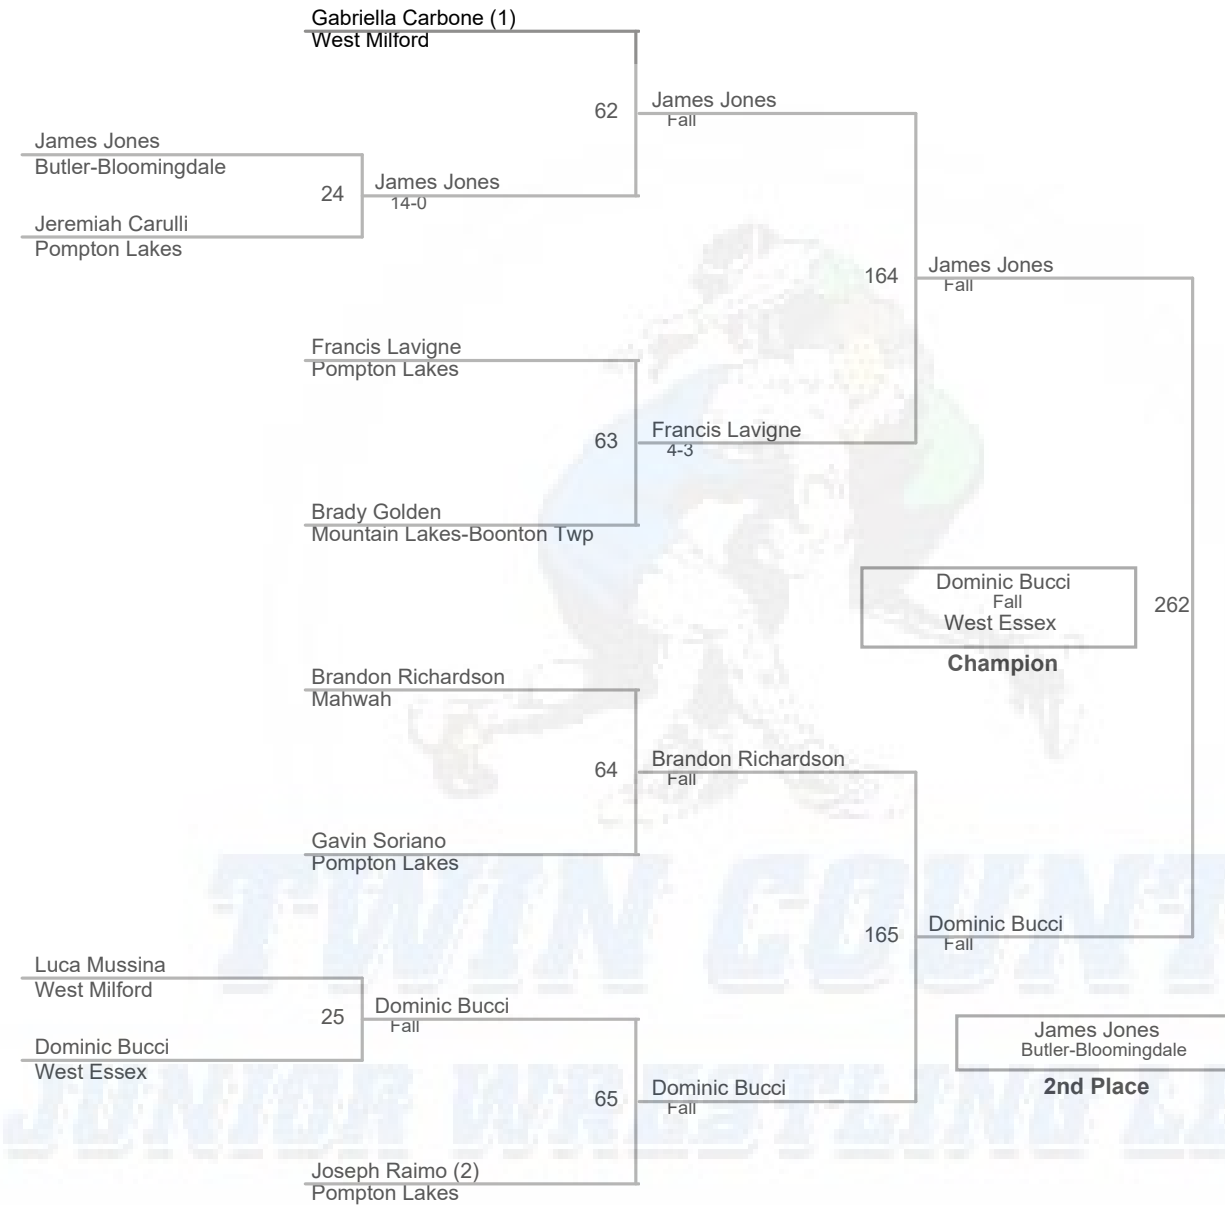 Gabriella Carbone (1)
West Milford
62
James Jones
Fall
James Jones
Butler-Bloomingdale
24
James Jones
14-0
Jeremiah Carulli
Pompton Lakes
164
James Jones
Fall
Francis Lavigne
Pompton Lakes
63
Francis Lavigne
4-3
Brady Golden
Mountain Lakes-Boonton Twp
Dominic Bucci
Fall
West Essex
262
Champion
Brandon Richardson
Mahwah
64
Brandon Richardson
Fall
Gavin Soriano
Pompton Lakes
165
Dominic Bucci
Fall
Luca Mussina
West Milford
25
Dominic Bucci
Fall
Dominic Bucci
West Essex
James Jones
Butler-Bloomingdale
2nd Place
65
Dominic Bucci
Fall
Joseph Raimo (2)
Pompton Lakes
TWIN COUNT
JUNIOR WRESTLING